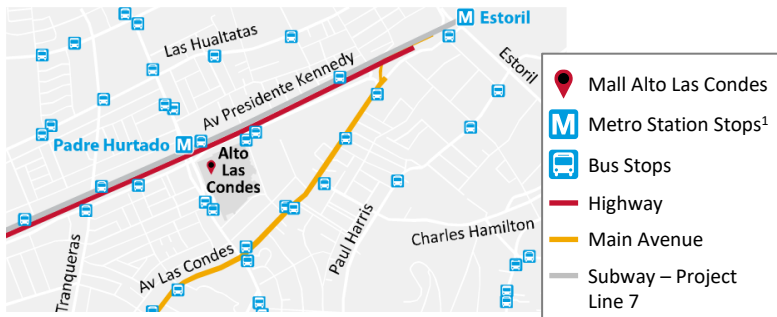 Las Hualtatas
M Estoril
Estoril
Av Presidente Kennedy
Padre Hurtado M
Alto
Las
Condes
Av Las Condes
Tranqueras
Paul Harris
Charles Hamilton
Mall Alto Las Condes
M Metro Station Stops¹
Bus Stops
Highway
Main Avenue
Subway – Project
Line 7